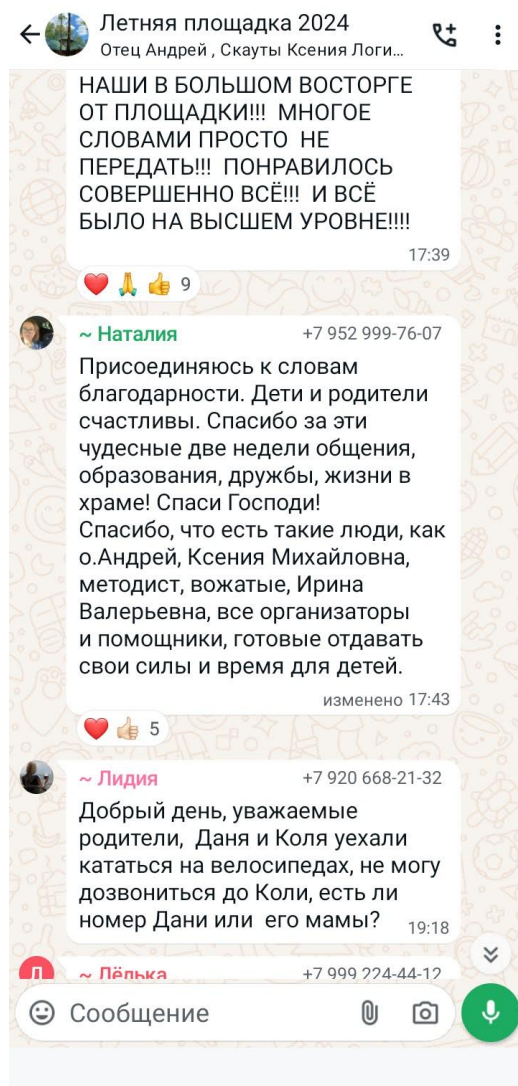 Летняя площадка 2024
Отец Андрей , Скауты Ксения Логи...
НАШИ В БОЛЬШОМ ВОСТОРГЕ
ОТ ПЛОЩАДКИ!!! МНОГОЕ
СЛОВАМИ ПРОСТО НЕ
ПЕРЕДАТЬ!!! ПОНРАВИЛОСЬ
СОВЕРШЕННО ВСЁ!!! И ВСЁ
БЫЛО НА ВЫСШЕМ УРОВНЕ!!!!
17:39
9
~ Наталия +7 952 999-76-07
Присоединяюсь к словам
благодарности. Дети и родители
счастливы. Спасибо за эти
чудесные две недели общения,
образования, дружбы, жизни в
храме! Спаси Господи!
Спасибо, что есть такие люди, как
о.Андрей, Ксения Михайловна,
методист, вожатые, Ирина
Валерьевна, все организаторы
и помощники, готовые отдавать
свои силы и время для детей.
изменено 17:43
5
~ Лидия +7 920 668-21-32
Добрый день, уважаемые
родители, Даня и Коля уехали
кататься на велосипедах, не могу
дозвониться до Коли, есть ли
номер Дани или его мамы?
19:18
Л ~ Лёлька +7 999 224-44-12
Сообщение